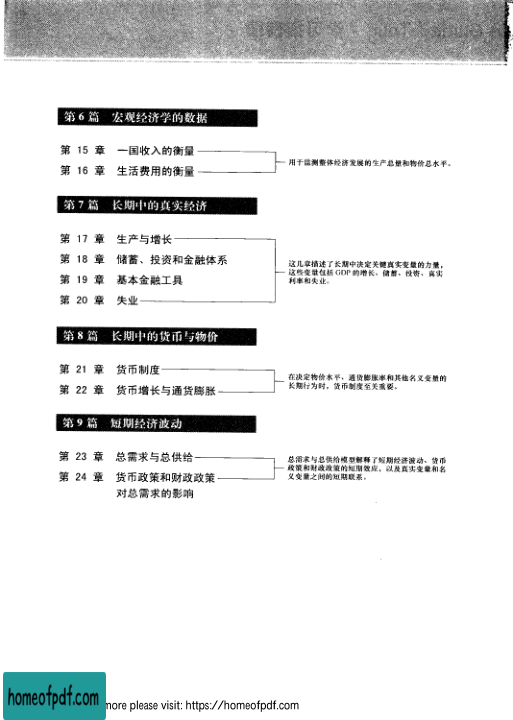 第 6 篇 宏观经济学的数据
第 15 章 一国收入的衡量
第 16 章 生活费用的衡量
用于监测整体经济发展的生产总量和物价总水平。
第 7 篇 长期中的真实经济
第 17 章 生产与增长
第 18 章 储蓄、投资和金融体系
第 19 章 基本金融工具
第 20 章 失业
这几章描述了长期中决定关键真实变量的力量，
这些变量包括 GDP 的增长、储蓄、投资、真实
利率和失业。
第 8 篇 长期中的货币与物价
第 21 章 货币制度
第 22 章 货币增长与通货膨胀
在决定物价水平、通货膨胀率和其他名义变量的
长期行为时，货币制度至关重要。
第 9 篇 短期经济波动
第 23 章 总需求与总供给
第 24 章 货币政策和财政政策
对总需求的影响
总需求与总供给模型解释了短期经济波动、货币
政策和财政政策的短期效应，以及真实变量和名
义变量之间的短期联系。
homeofpdf.com
more please visit: https://homeofpdf.com